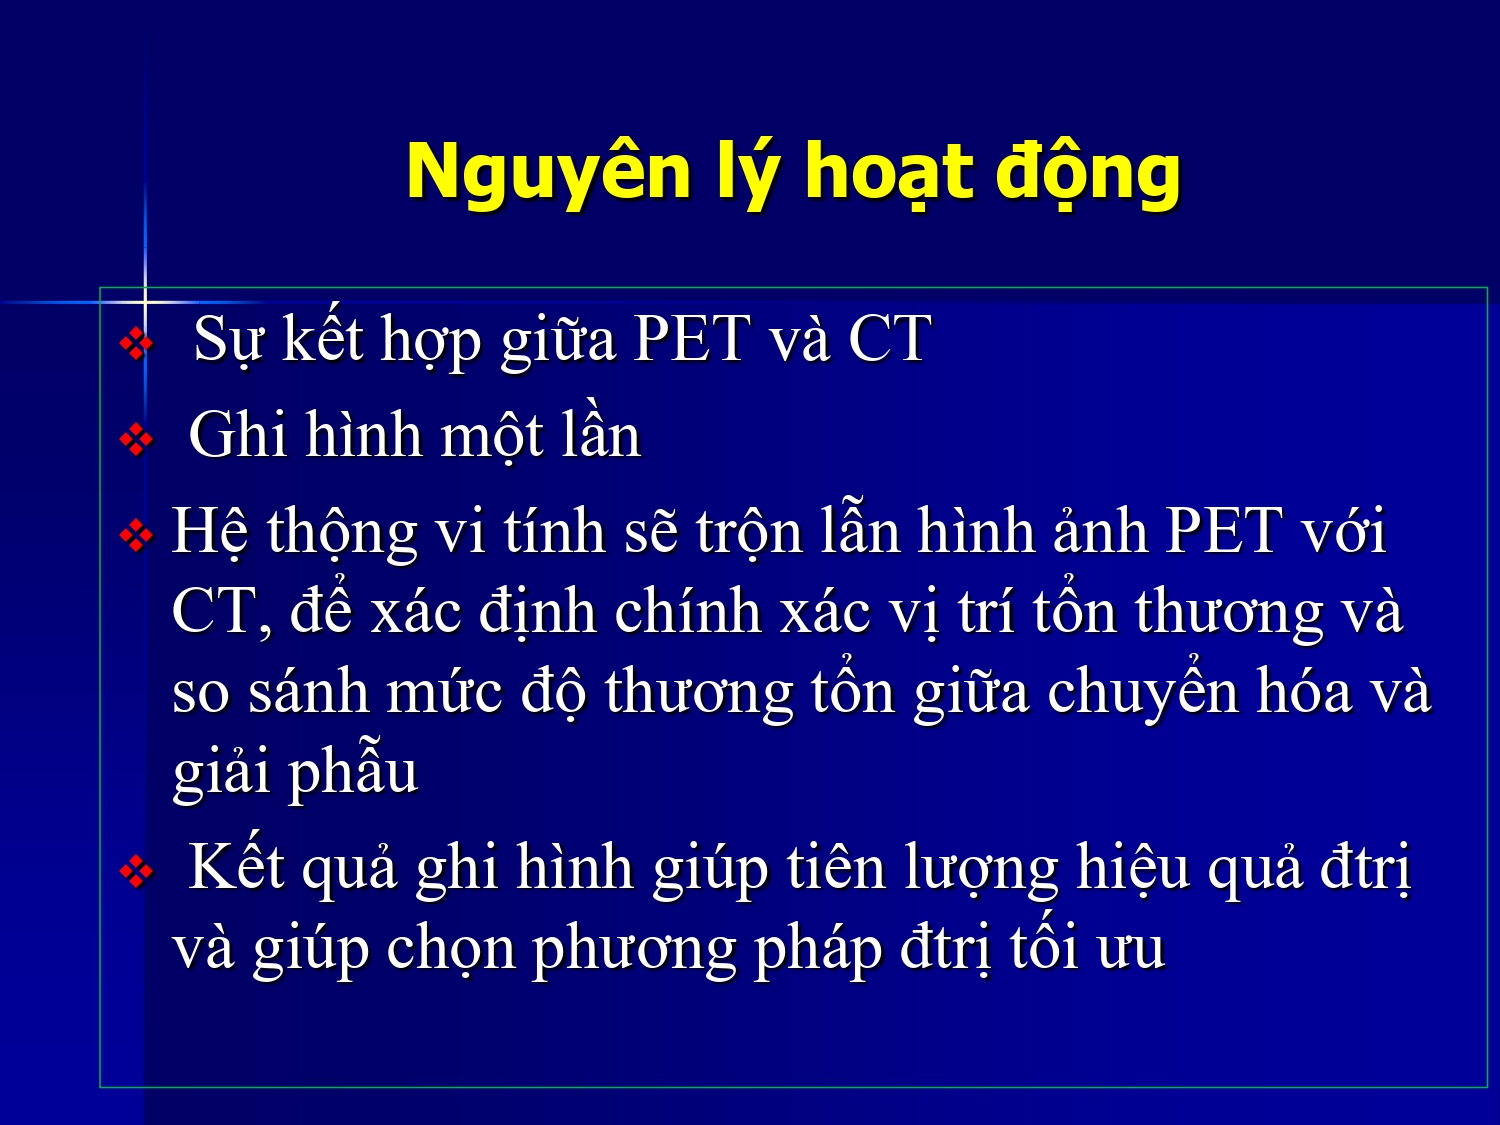 Nguyên lý hoạt động
Sự kết hợp giữa PET và CT
Ghi hình một lần
Hệ thộng vi tính sẽ trộn lẫn hình ảnh PET với
CT, để xác định chính xác vị trí tổn thương và
so sánh mức độ thương tổn giữa chuyển hóa và
giải phẫu
Kết quả ghi hình giúp tiên lượng hiệu quả đtrị
và giúp chọn phương pháp đtrị tối ưu